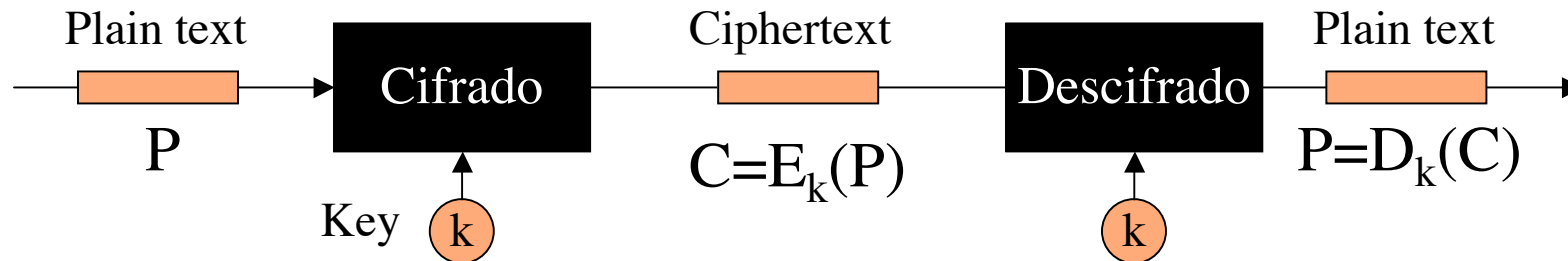 Plain text
Ciphertext
Plain text
Cifrado
Descifrado
P
C=Eₖ(P)
P=Dₖ(C)
Key
k
k